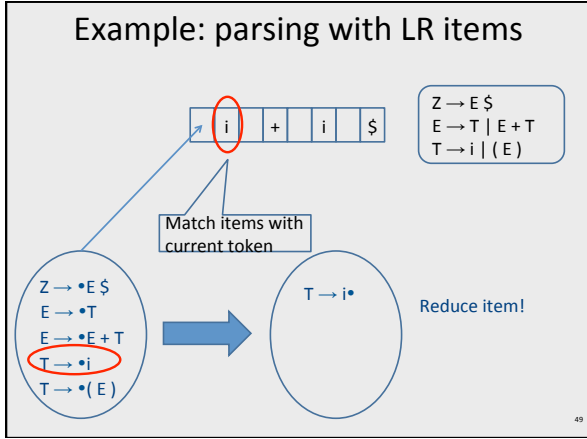 Example: parsing with LR items
i + i $
Z → E $
E → T | E + T
T → i | ( E )
Match items with
current token
Z → •E $
E → •T
E → •E + T
T → •i
T → •( E )
T → i•
Reduce item!
49